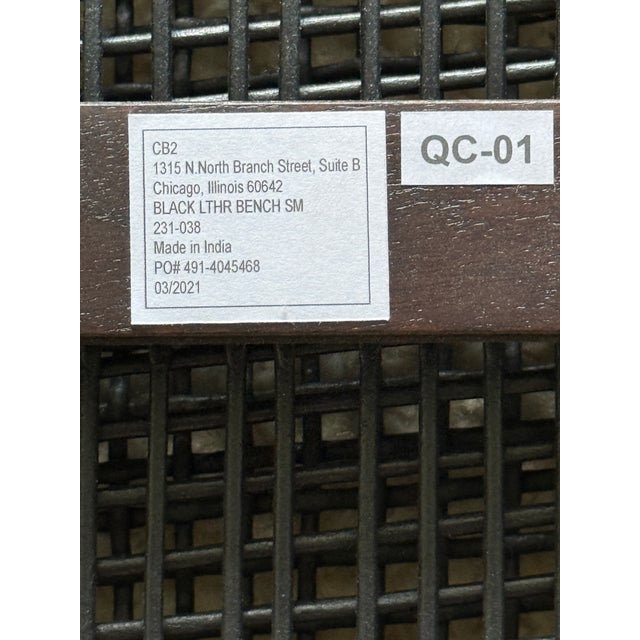 CB2
1315 N.North Branch Street, Suite B
Chicago, Illinois 60642
BLACK LTHR BENCH SM
231-038
Made in India
PO# 491-4045468
03/2021
QC-01